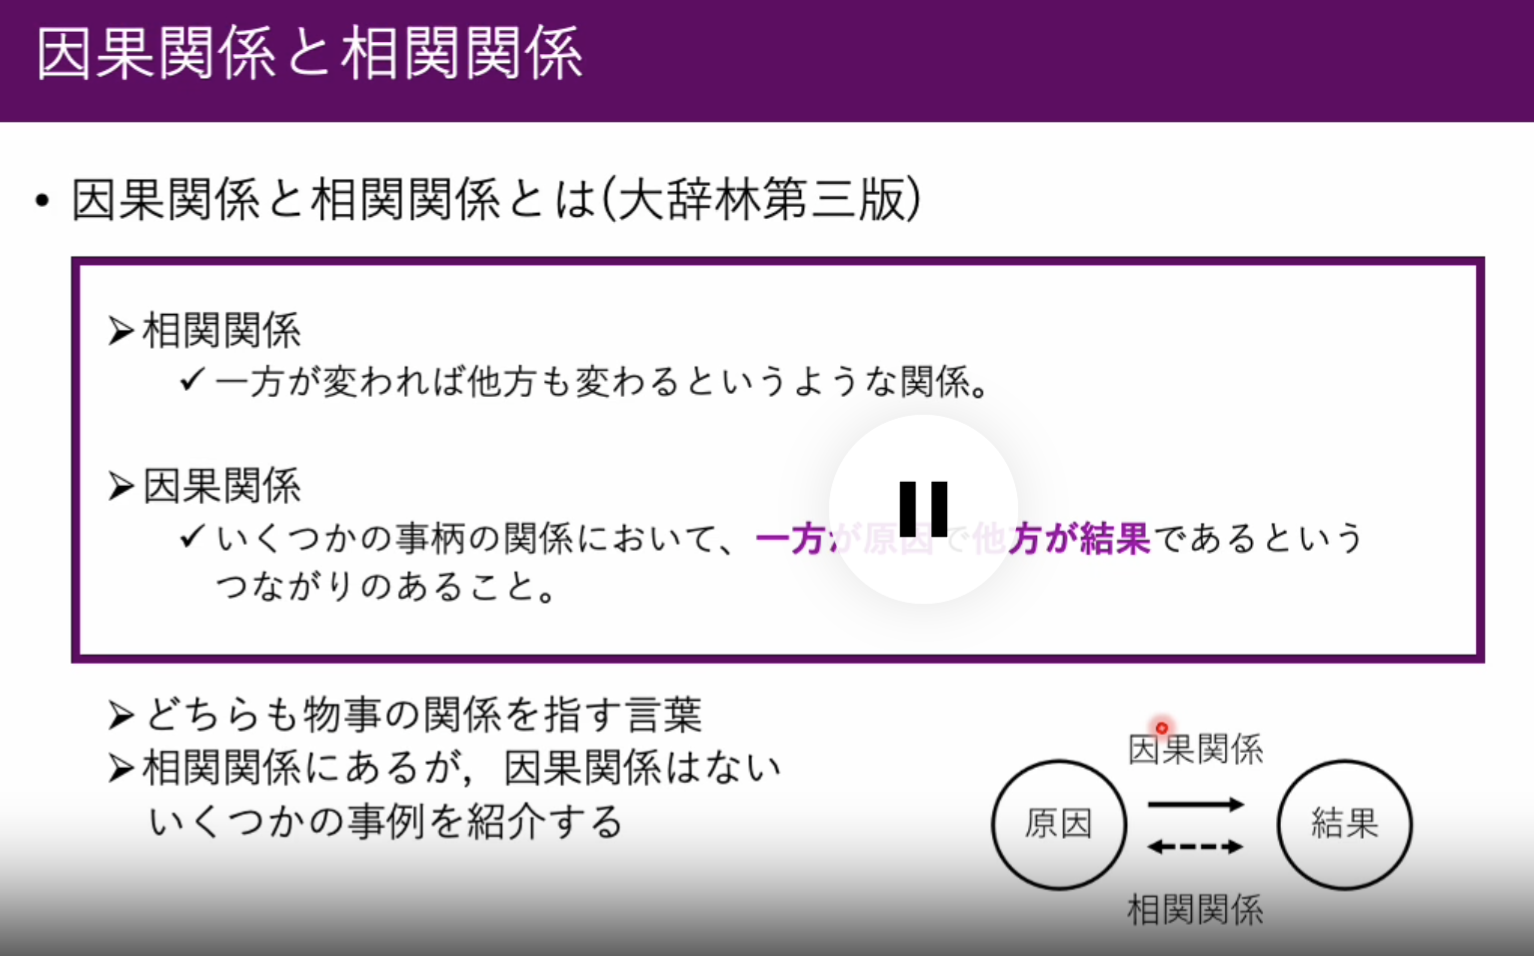 因果関係と相関関係
• 因果関係と相関関係とは(大辞林第三版)
➢相関関係
✓一方が変われば他方も変わるというような関係。
➢因果関係
✓いくつかの事柄の関係において、一方が原因で他方が結果であるという
つながりのあること。
➢どちらも物事の関係を指す言葉
➢相関関係にあるが，因果関係はない
いくつかの事例を紹介する
因果関係
原因
結果
相関関係